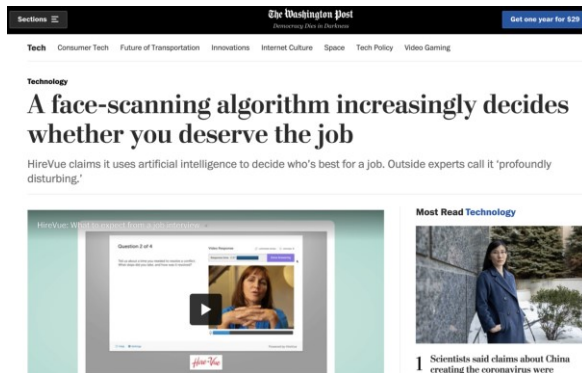 Sections
The Washington Post
Democracy Dies in Darkness
Get one year for $29
Tech Consumer Tech Future of Transportation Innovations Internet Culture Space Tech Policy Video Gaming
Technology
A face-scanning algorithm increasingly decides
whether you deserve the job
HireVue claims it uses artificial intelligence to decide who's best for a job. Outside experts call it 'profoundly
disturbing.'
Most Read Technology
HireVue: What to expect from a job interview
Question 2 of 4
Video Response
HireVue
1 Scientists said claims about China
creating the coronavirus were